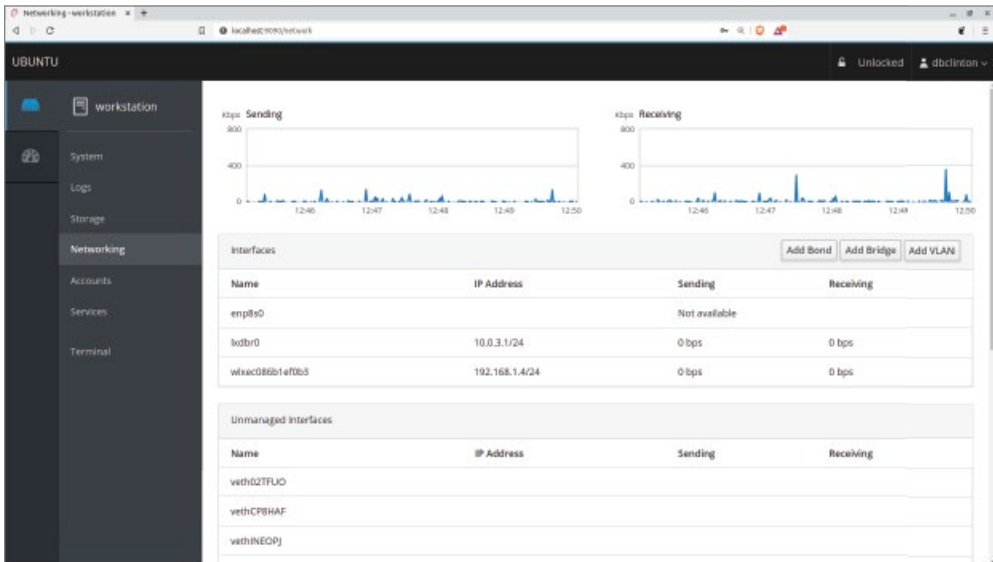 Networking - workstation × +
localhost:9090/network
UBUNTU
Unlocked
dbclinton
workstation
System
Logs
Storage
Networking
Accounts
Services
Terminal
Kbps Sending
800
400
0
12:46 12:47 12:48 12:49 12:50
Kbps Receiving
800
400
0
12:46 12:47 12:48 12:49 12:50
Interfaces Add Bond Add Bridge Add VLAN
Name IP Address Sending Receiving
enp8s0 Not available
lxdbr0 10.0.3.1/24 0 bps 0 bps
wlxec086b1ef0b3 192.168.1.4/24 0 bps 0 bps
Unmanaged Interfaces
Name IP Address Sending Receiving
veth02TFUO
vethCP8HAF
vethINEOPJ